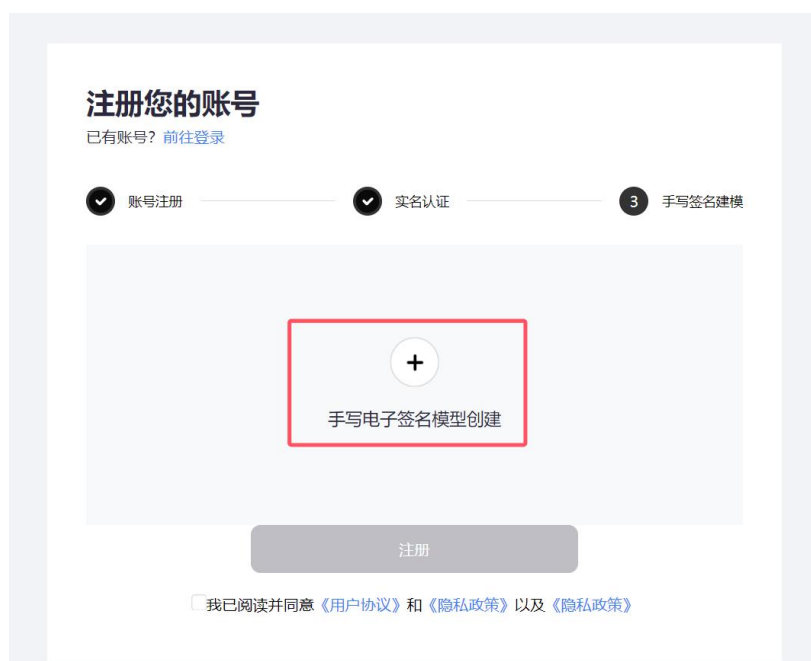 注册您的账号
已有账号？前往登录
账号注册 实名认证 3 手写签名建模
手写电子签名模型创建
注册
我已阅读并同意《用户协议》和《隐私政策》以及《隐私政策》